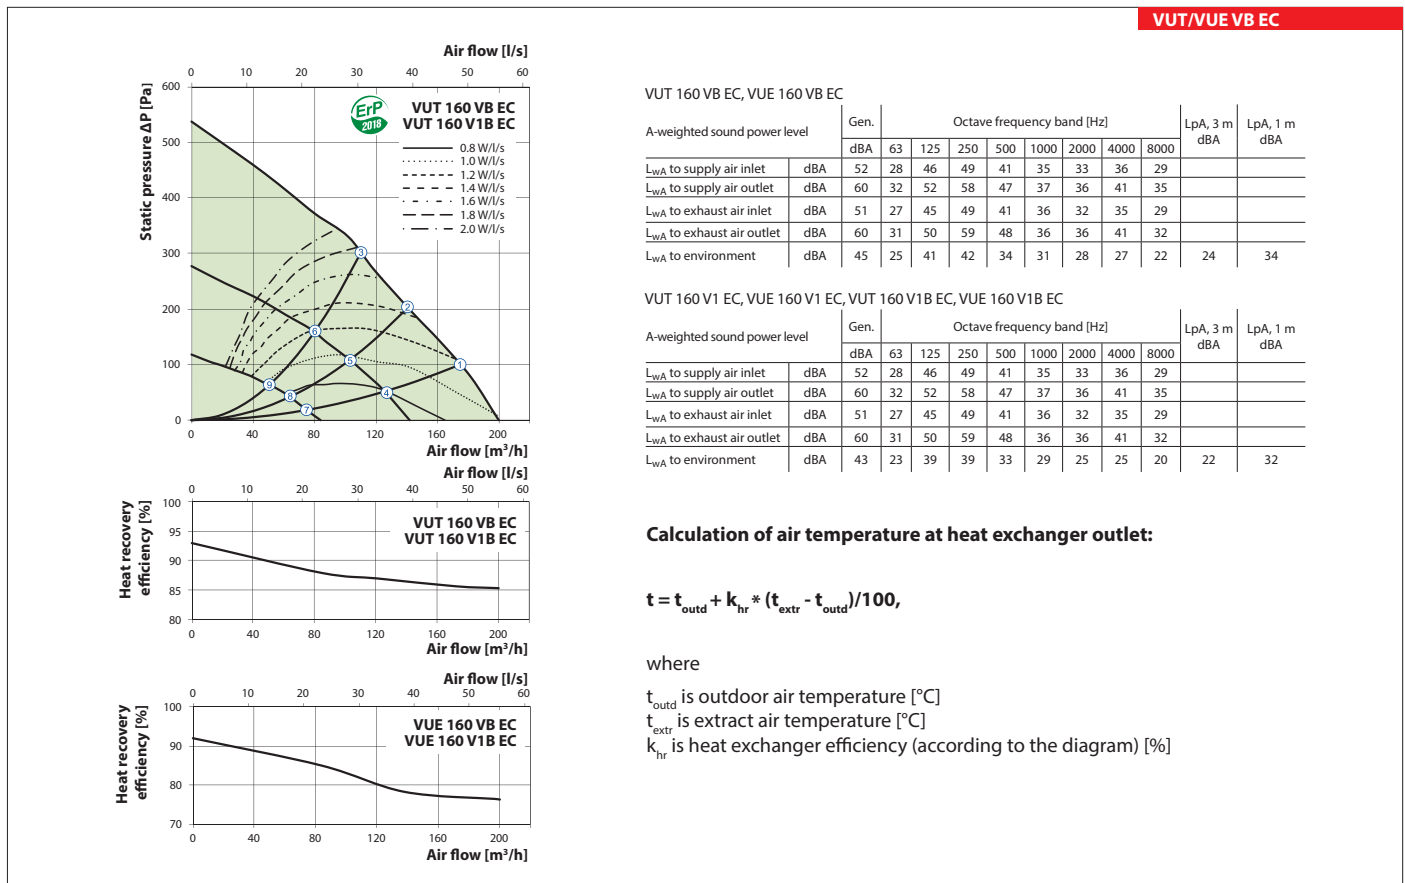 VUT/VUE VB EC
Air flow [l/s]
0 10 20 30 40 50 60
Static pressure ΔP [Pa]
600
500
400
300
200
100
0
ErP
2018
VUT 160 VB EC
VUT 160 V1B EC
0.8 W/l/s
1.0 W/l/s
1.2 W/l/s
1.4 W/l/s
1.6 W/l/s
1.8 W/l/s
2.0 W/l/s
3
2
6
5
1
9
8
4
7
0 40 80 120 160 200
Air flow [m³/h]
Air flow [l/s]
0 10 20 30 40 50 60
Heat recovery
efficiency [%]
100
95
90
85
80
VUT 160 VB EC
VUT 160 V1B EC
0 40 80 120 160 200
Air flow [m³/h]
Air flow [l/s]
0 10 20 30 40 50 60
Heat recovery
efficiency [%]
100
90
80
70
VUE 160 VB EC
VUE 160 V1B EC
0 40 80 120 160 200
Air flow [m³/h]
VUT 160 VB EC, VUE 160 VB EC
A-weighted sound power level Gen. Octave frequency band [Hz] LpA, 3 m dBA LpA, 1 m dBA
dBA 63 125 250 500 1000 2000 4000 8000
LwA to supply air inlet dBA 52 28 46 49 41 35 33 36 29
LwA to supply air outlet dBA 60 32 52 58 47 37 36 41 35
LwA to exhaust air inlet dBA 51 27 45 49 41 36 32 35 29
LwA to exhaust air outlet dBA 60 31 50 59 48 36 36 41 32
LwA to environment dBA 45 25 41 42 34 31 28 27 22 24 34
VUT 160 V1 EC, VUE 160 V1 EC, VUT 160 V1B EC, VUE 160 V1B EC
A-weighted sound power level Gen. Octave frequency band [Hz] LpA, 3 m dBA LpA, 1 m dBA
dBA 63 125 250 500 1000 2000 4000 8000
LwA to supply air inlet dBA 52 28 46 49 41 35 33 36 29
LwA to supply air outlet dBA 60 32 52 58 47 37 36 41 35
LwA to exhaust air inlet dBA 51 27 45 49 41 36 32 35 29
LwA to exhaust air outlet dBA 60 31 50 59 48 36 36 41 32
LwA to environment dBA 43 23 39 39 33 29 25 25 20 22 32
Calculation of air temperature at heat exchanger outlet:
t = toutd + khr * (textr - toutd)/100,
where
toutd is outdoor air temperature [°C]
textr is extract air temperature [°C]
khr is heat exchanger efficiency (according to the diagram) [%]